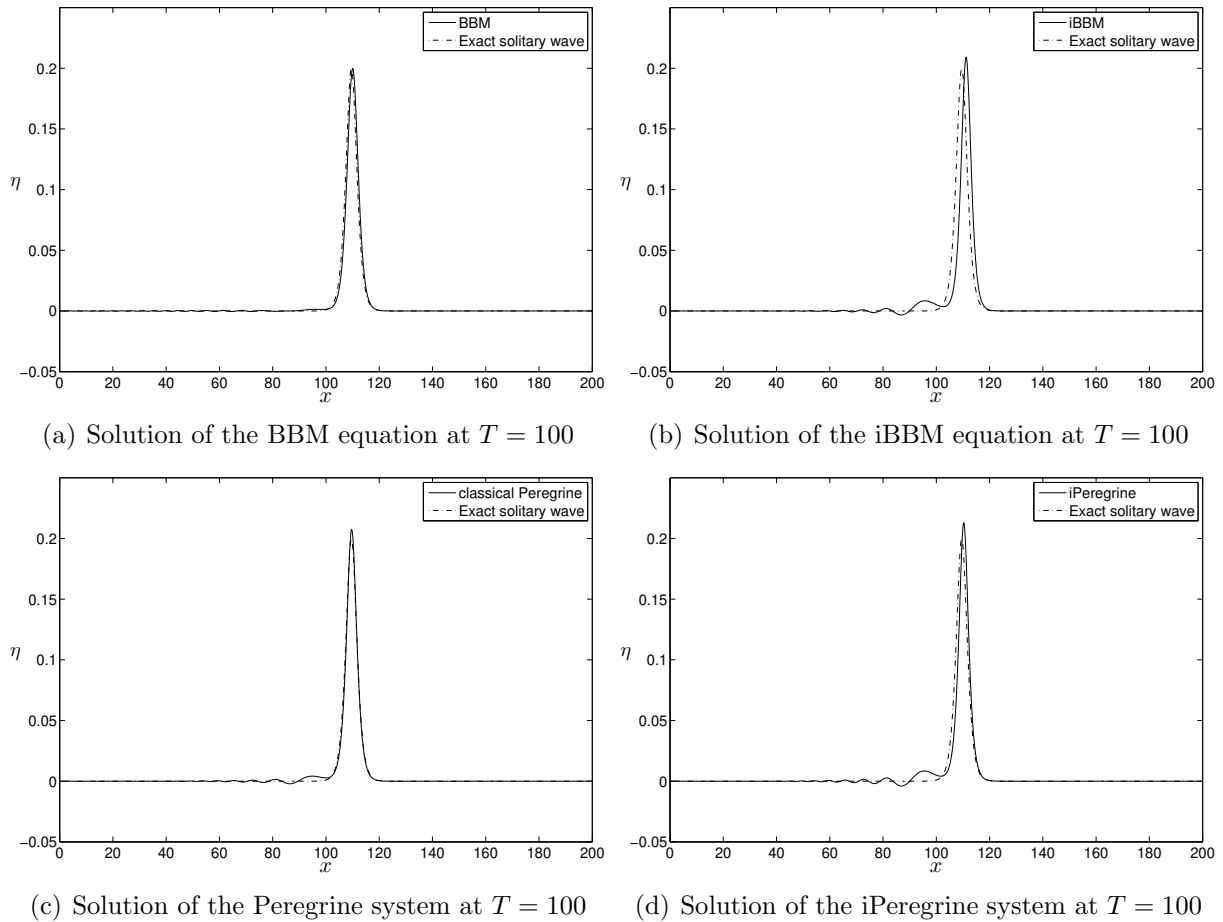 BBM
Exact solitary wave
0.2
0.15
η
0.1
0.05
0
−0.05
0 20 40 60 80 100 120 140 160 180 200
x
(a) Solution of the BBM equation at T = 100
iBBM
Exact solitary wave
0.2
0.15
η
0.1
0.05
0
−0.05
0 20 40 60 80 100 120 140 160 180 200
x
(b) Solution of the iBBM equation at T = 100
classical Peregrine
Exact solitary wave
0.2
0.15
η
0.1
0.05
0
−0.05
0 20 40 60 80 100 120 140 160 180 200
x
(c) Solution of the Peregrine system at T = 100
iPeregrine
Exact solitary wave
0.2
0.15
η
0.1
0.05
0
−0.05
0 20 40 60 80 100 120 140 160 180 200
x
(d) Solution of the iPeregrine system at T = 100